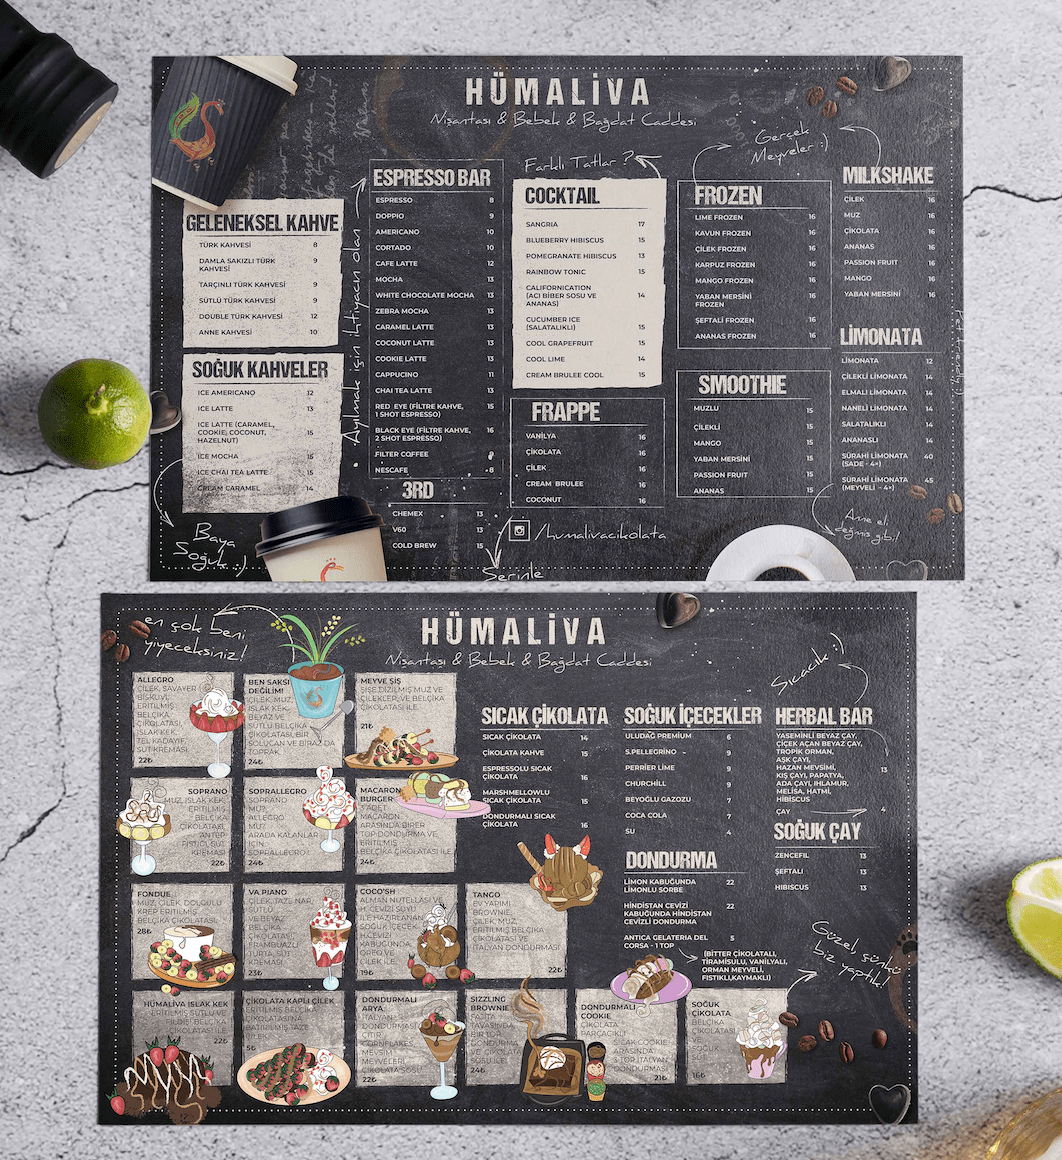 HÜMALİVA
Nişantaşı & Bebek & Bağdat Caddesi
GELENEKSEL KAHVE
TÜRK KAHVESİ 8
DAMLA SAKIZLI TÜRK 9
KAHVESİ
TARÇINLI TÜRK KAHVESİ 9
SÜTLÜ TÜRK KAHVESİ 9
DOUBLE TÜRK KAHVESİ 12
ANNE KAHVESİ 10
SOĞUK KAHVELER
ICE AMERICANO 12
ICE LATTE 13
ICE LATTE (CARAMEL,
COOKIE, COCONUT, 15
HAZELNUT)
ICE MOCHA 15
ICE CHAI TEA LATTE 15
CREAM CARAMEL 14
Baya
Soğuk :)
Ayılmak için ihtiyacın olan
ESPRESSO BAR
ESPRESSO 8
DOPPIO 9
AMERICANO 10
CORTADO 10
CAFE LATTE 12
MOCHA 13
WHITE CHOCOLATE MOCHA 13
ZEBRA MOCHA 13
CARAMEL LATTE 13
COCONUT LATTE 13
COOKIE LATTE 13
CAPPUCINO 11
CHAI TEA LATTE 13
RED EYE (FİLTRE KAHVE, 15
1 SHOT ESPRESSO)
BLACK EYE (FİLTRE KAHVE, 16
2 SHOT ESPRESSO)
FILTER COFFEE 8
NESCAFE 8
3RD
CHEMEX 13
V60 13
COLD BREW 15
Farklı Tatlar ?
COCKTAIL
SANGRIA 17
BLUEBERRY HIBISCUS 15
POMEGRANATE HIBISCUS 13
RAINBOW TONIC 15
CALIFORNICATION
(ACI BİBER SOSU VE 14
ANANAS)
CUCUMBER ICE
(SALATALIKLI) 15
COOL GRAPEFRUIT 15
COOL LIME 14
CREAM BRULEE COOL 15
FRAPPE
VANİLYA 16
ÇİKOLATA 16
ÇİLEK 16
CREAM BRULEE 16
COCONUT 16
/humalivacikolata
Serinle
Gerçek
Meyveler :)
FROZEN
LIME FROZEN 16
KAVUN FROZEN 16
ÇİLEK FROZEN 16
KARPUZ FROZEN 16
MANGO FROZEN 16
YABAN MERSİNİ 16
FROZEN
ŞEFTALİ FROZEN 16
ANANAS FROZEN 16
SMOOTHIE
MUZLU 15
ÇİLEKLİ 15
MANGO 15
YABAN MERSİNİ 15
PASSION FRUIT 15
ANANAS 15
MILKSHAKE
ÇİLEK 16
MUZ 16
ÇİKOLATA 16
ANANAS 16
PASSION FRUIT 16
MANGO 16
YABAN MERSİNİ 16
LİMONATA
LİMONATA 12
ÇİLEKLİ LİMONATA 14
ELMALI LİMONATA 14
NANELİ LİMONATA 14
SALATALIKLI 14
ANANASLI 14
SÜRAHİ LİMONATA 40
(SADE - 4×)
SÜRAHİ LİMONATA 45
(MEYVELİ - 4×)
Anne eli
değmiş gibi!
HÜMALİVA
Nişantaşı & Bebek & Bağdat Caddesi
en çok beni
yiyeceksiniz!
ALLEGRO
ÇİLEK, SAVAYER
BİSKÜVİ,
ERİTİLMİŞ
BELÇİKA
ÇİKOLATASI,
ISLAK KEK,
TEL KADAYIF,
SÜT KREMASI
22₺
BEN SAKSI
DEĞİLİM!
ÇİLEK, MUZ,
ISLAK KEK,
BEYAZ VE
SÜTLÜ BELÇİKA
ÇİKOLATASI, BİR
SOLUCAN VE BİRAZ DA
TOPRAK
24₺
MEYVE ŞİŞ
ŞİŞE DİZİLMİŞ MUZ VE
ÇİLEKLER VE BELÇİKA
ÇİKOLATASI İLE.
21₺
SOPRANO
MUZ, ISLAK KEK,
ERİTİLMİŞ
BELÇİKA
ÇİKOLATASI,
ANTEP
FISTIĞI, SÜT
KREMASI
22₺
SOPRALLEGRO
SOPRANO
MU?
ALLEGRO
MU?
ARADA KALANLAR
İÇİN
SOPRALLEGRO!
24₺
MACARON
BURGER
MACARON
ARASINDA BİRER
TOP DONDURMA VE
ERİTİLMİŞ
BELÇİKA ÇİKOLATASI İLE.
24₺
FONDUE
MUZ, ÇİLEK, DOLGULU
KREP ERİTİLMİŞ
BELÇİKA ÇİKOLATASI.
28₺
VA PIANO
ÇİLEK, TAZE NAR,
SÜTLÜ
VE BEYAZ
BELÇİKA
ÇİKOLATASI,
FRAMBUAZLI
TURTA, SÜT
KREMASI
23₺
COCO'SH
ALMAN NUTELLASI VE
H.CEVİZİ SUYU
İLE HAZIRLANAN
SOĞUK İÇECEK
H.CEVİZİ
KABUĞUNDA,
OREO VE
ÇİLEK İLE
19₺
TANGO
EV YAPIMI
BROWNIE,
ÇİLEK, MUZ,
ERİTİLMİŞ BELÇİKA
ÇİKOLATASI VE
İTALYAN DONDURMASI
22₺
HÜMALİVA ISLAK KEK
ERİTİLMİŞ SÜTLÜ VE
BELÇİKA
ÇİKOLATASI İLE
22₺
ÇİKOLATA KAPLI ÇİLEK
BELÇİKA
ÇİKOLATASINA
BATIRILMIŞ TAZE
ÇİLEK
5₺
DONDURMALI
ARYA
İTALYAN
DONDURMASI
ÇITIR
CORNFLAKES,
MEVSİM
MEYVELERİ
ÇİKOLATA SOSU
22₺
SIZZLING
BROWNIE
FAJİTA
TAVASINDA,
BİR TOP
DONDURMA
VE ÇİKOLATA
SOSU İLE
24₺
DONDURMALI
COOKIE
ÇİKOLATA
PARÇACIKLI
SICAK COOKIE
ARASINDA
3 TOP İTALYAN
DONDURMASI
21₺
SOĞUK
ÇİKOLATA
BELÇİKA
ÇİKOLATASI
VE
SOĞUK
SÜT
16₺
SICAK ÇİKOLATA
SICAK ÇİKOLATA 14
ÇİKOLATA KAHVE 15
ESPRESSOLU SICAK
ÇİKOLATA 16
MARSHMELLOWLU
SICAK ÇİKOLATA 15
DONDURMALI SICAK
ÇİKOLATA 16
SOĞUK İÇECEKLER
ULUDAĞ PREMIUM 6
S.PELLEGRİNO 9
PERRİER LİME 9
CHURCHILL 9
BEYOĞLU GAZOZU 7
COCA COLA 7
SU 4
DONDURMA
LİMON KABUĞUNDA 22
LİMONLU SORBE
HİNDİSTAN CEVİZİ 22
KABUĞUNDA HİNDİSTAN
CEVİZLİ DONDURMA
ANTICA GELATERIA DEL 5
CORSA - 1 TOP
(BİTTER ÇİKOLATALI,
TİRAMİSULU, VANİLYALI,
ORMAN MEYVELİ,
FISTIKLI,KAYMAKLI)
Sıcacık :)
HERBAL BAR
YASEMİNLİ BEYAZ ÇAY,
ÇİÇEK AÇAN BEYAZ ÇAY,
TROPİK ORMAN,
AŞK ÇAYI,
HAZAN MEVSİMİ, 13
KIŞ ÇAYI, PAPATYA,
ADA ÇAYI, IHLAMUR,
MELİSA, HATMİ,
HİBİSCUS
ÇAY 4
SOĞUK ÇAY
ZENCEFİL 13
ŞEFTALİ 13
HIBISCUS 13
Güzel, çünkü
biz yaptık!